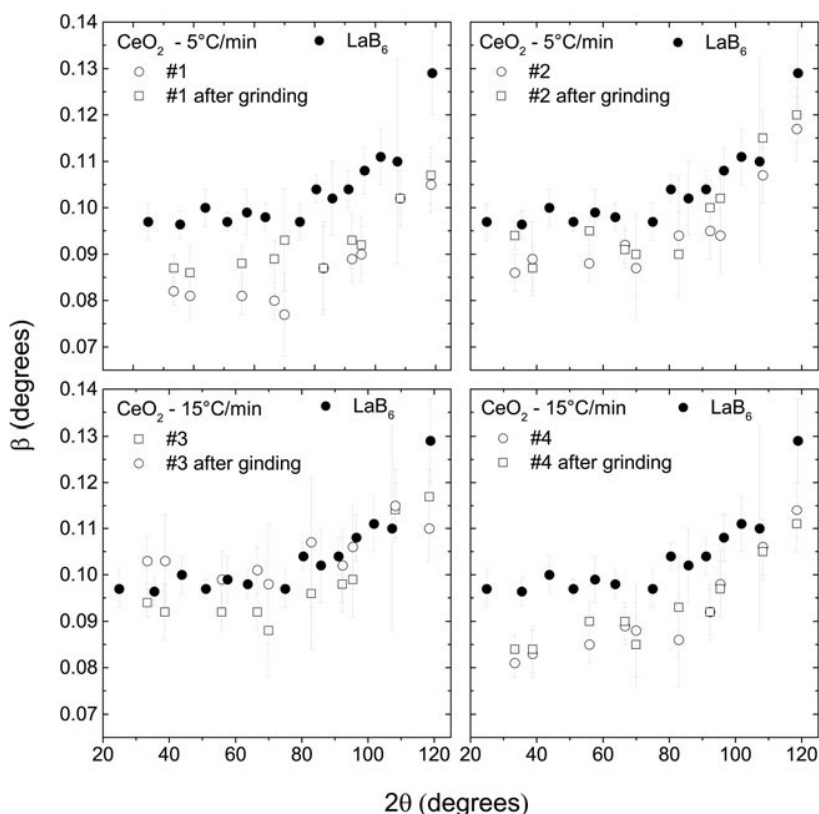 β (degrees)
0.14
0.13
0.12
0.11
0.10
0.09
0.08
0.07
CeO₂ - 5°C/min
LaB₆
#1
#1 after grinding
CeO₂ - 5°C/min
LaB₆
#2
#2 after grinding
0.14
0.13
0.12
0.11
0.10
0.09
0.08
0.07
CeO₂ - 15°C/min
LaB₆
#3
#3 after ginding
CeO₂ - 15°C/min
LaB₆
#4
#4 after grinding
20 40 60 80 100 120
20 40 60 80 100 120
2θ (degrees)